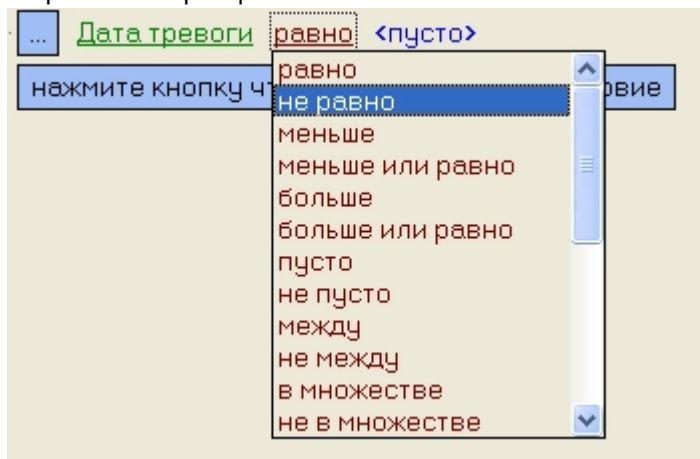 ... Дата тревоги равно <пусто>
равно
нажмите кнопку ч овие
не равно
меньше
меньше или равно
больше
больше или равно
пусто
не пусто
между
не между
в множестве
не в множестве